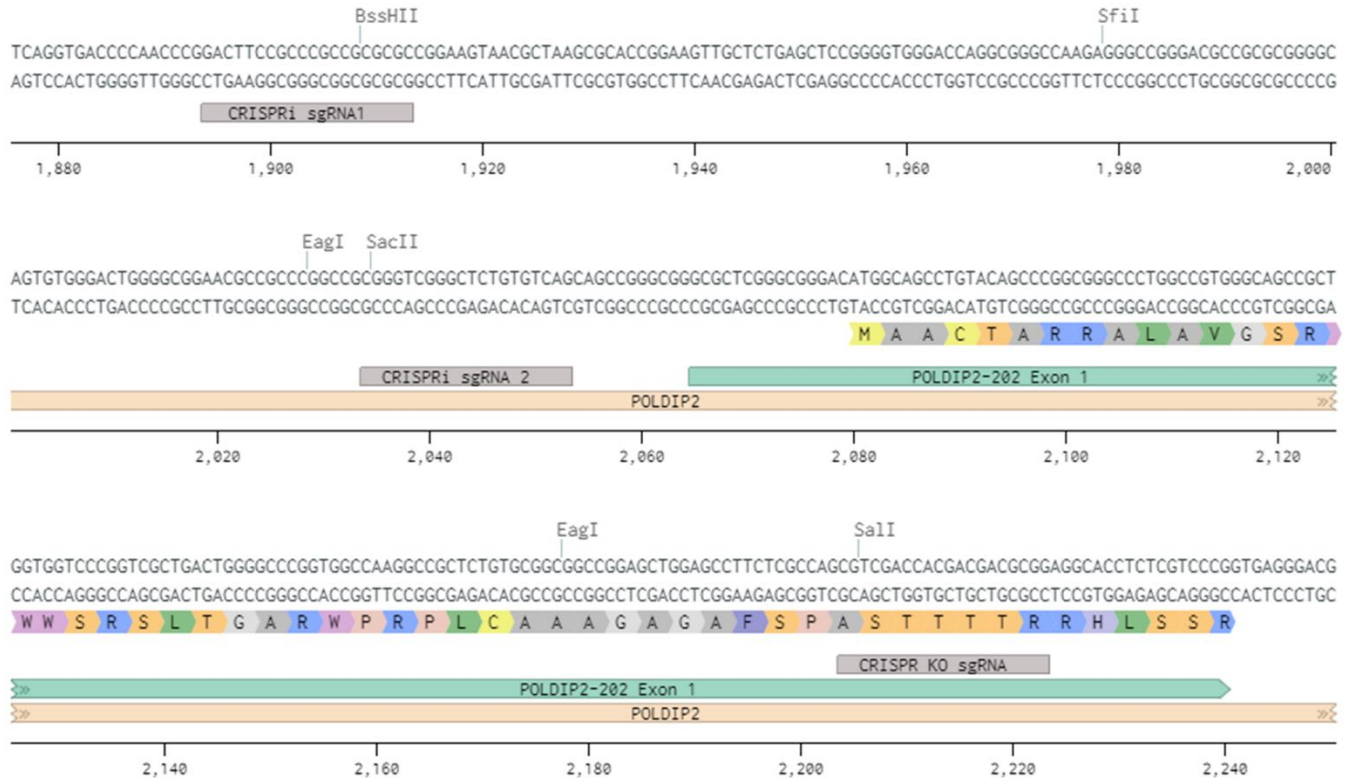 BssHII SfiI
TCAGGTGACCCCAACCCGGACTTCCGCCCGCCGCGCGCCGGAAGTAACGCTAAGCGCACCGGAAGTTGCTCTGAGCTCCGGGGTGGGACCAGGCGGGCCAAGAGGGCCGGGACGCCGCGCGGGGC
AGTCCACTGGGGTTGGGCCTGAAGGCGGGCGGCGCGCGGCCTTCATTGCGATTCGCGTGGCCTTCAACGAGACTCGAGGCCCCACCCTGGTCCGCCCGGTTCTCCCGGCCCTGCGGCGCGCCCCG
CRISPRi sgRNA1
1,880 1,900 1,920 1,940 1,960 1,980 2,000
EagI SacII
AGTGTGGGACTGGGGCGGAACGCCGCCCGGCCGCGGGTCGGGCTCTGTGTCAGCAGCCGGGCGGGCGCTCGGGCGGGACATGGCAGCCTGTACAGCCCGGCGGGCCCTGGCCGTGGGCAGCCGCT
TCACACCCTGACCCCGCCTTGCGGCGGGCCGGCGCCCAGCCCGAGACACAGTCGTCGGCCCGCCCGCGAGCCCGCCCTGTACCGTCGGACATGTCGGGCCGCCCGGGACCGGCACCCGTCGGCGA
M A A C T A R R A L A V G S R
CRISPRi sgRNA 2 POLDIP2-202 Exon 1
POLDIP2
2,020 2,040 2,060 2,080 2,100 2,120
EagI SalI
GGTGGTCCCGGTCGCTGACTGGGGCCCGGTGGCCAAGGCCGCTCTGTGCGGCGGCCGGAGCTGGAGCCTTCTCGCCAGCGTCGACCACGACGACGCGGAGGCACCTCTCGTCCCGGTGAGGGACG
CCACCAGGGCCAGCGACTGACCCCGGGCCACCGGTTCCGGCGAGACACGCCGCCGGCCTCGACCTCGGAAGAGCGGTCGCAGCTGGTGCTGCTGCGCCTCCGTGGAGAGCAGGGCCACTCCCTGC
W W S R S L T G A R W P R P L C A A A G A G A F S P A S T T T T R R H L S S R
CRISPR KO sgRNA
POLDIP2-202 Exon 1
POLDIP2
2,140 2,160 2,180 2,200 2,220 2,240